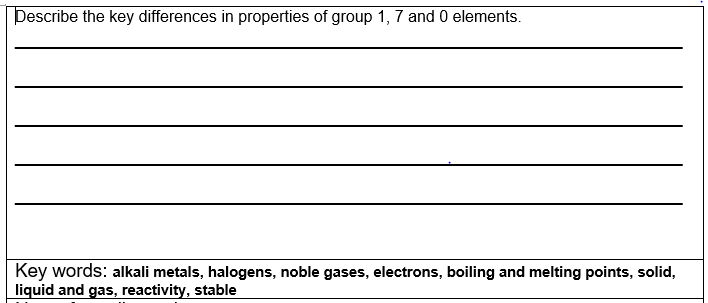 Describe the key differences in properties of group 1, 7 and 0 elements.
Key words: alkali metals, halogens, noble gases, electrons, boiling and melting points, solid,
liquid and gas, reactivity, stable